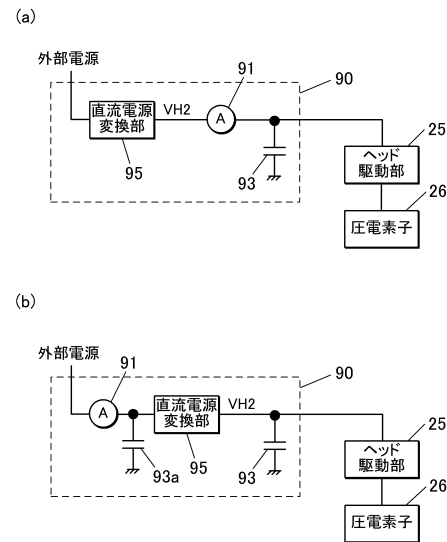 (a)
外部電源
91
90
直流電源
変換部
VH2
A
95
93
25
ヘッド
駆動部
26
圧電素子
(b)
外部電源
91
90
A
直流電源
変換部
VH2
93a
95
93
25
ヘッド
駆動部
26
圧電素子